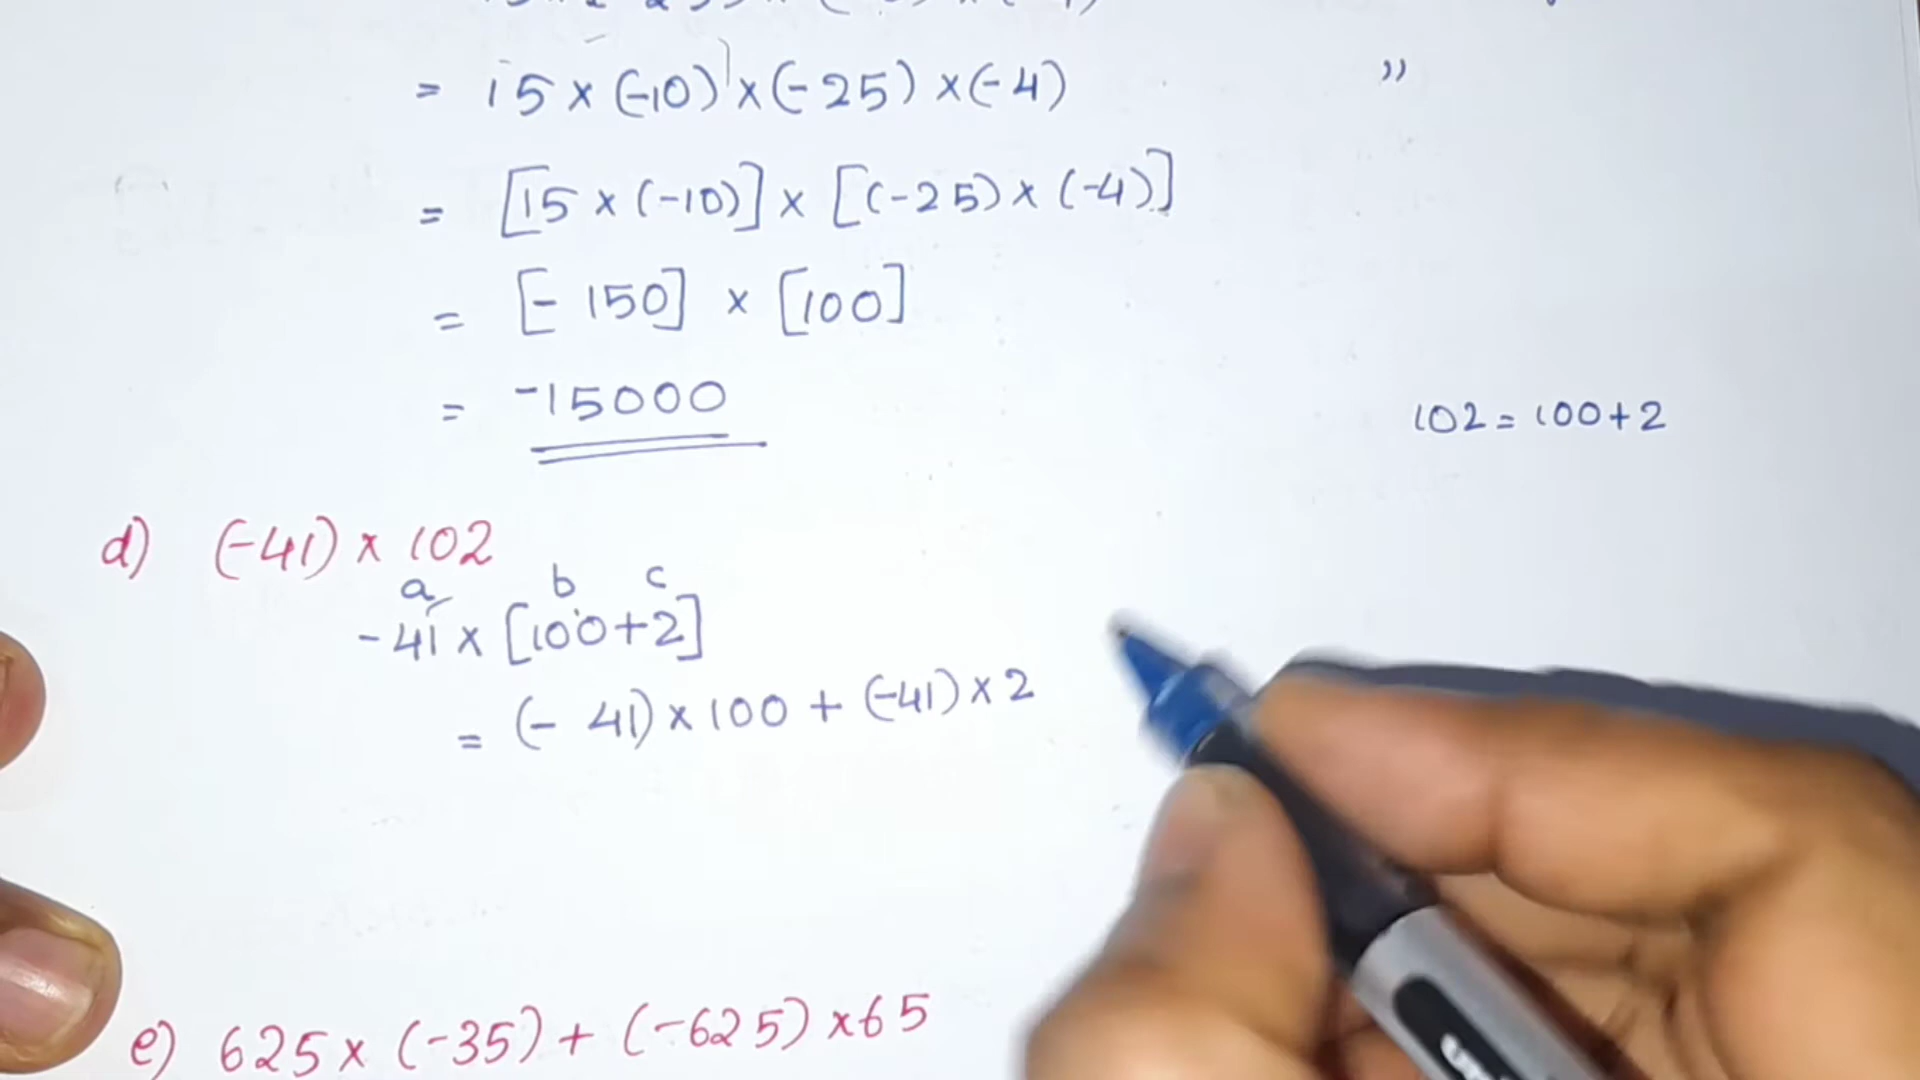 = 15 × (-10) × (-25) × (-4) "
= [15 × (-10)] × [(-25) × (-4)]
= [- 150] × [100]
= -15000
102 = 100+2
d) (-41) × 102
a b c
-41 × [100+2]
= (- 41) × 100 + (-41) × 2
e) 625 × (-35) + (-625) × 65